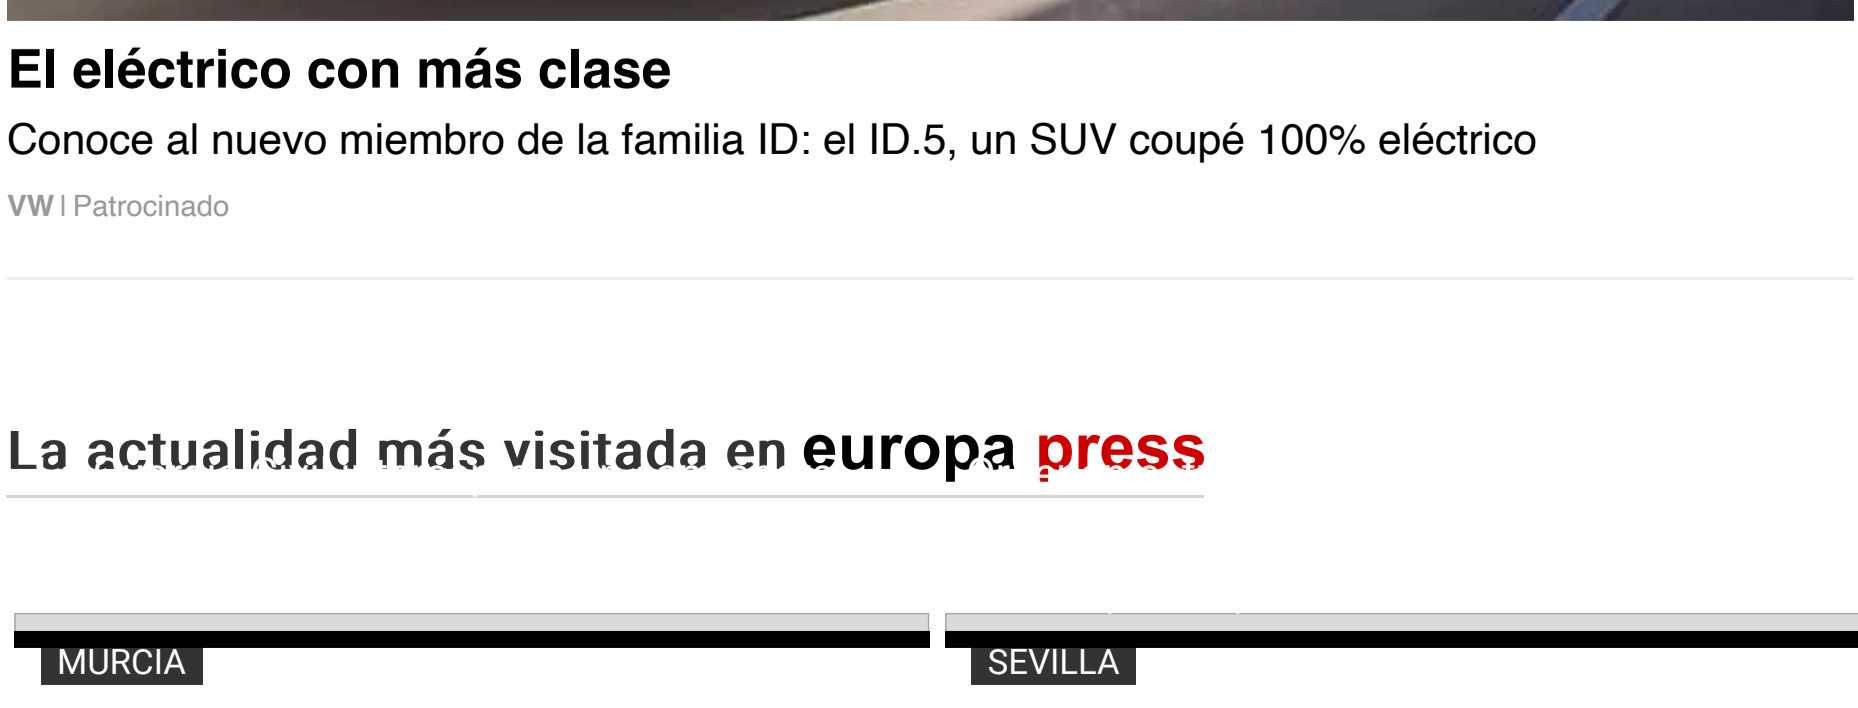 El eléctrico con más clase
Conoce al nuevo miembro de la familia ID: el ID.5, un SUV coupé 100% eléctrico
VW | Patrocinado
La actualidad más visitada en europa press
MURCIA
SEVILLA